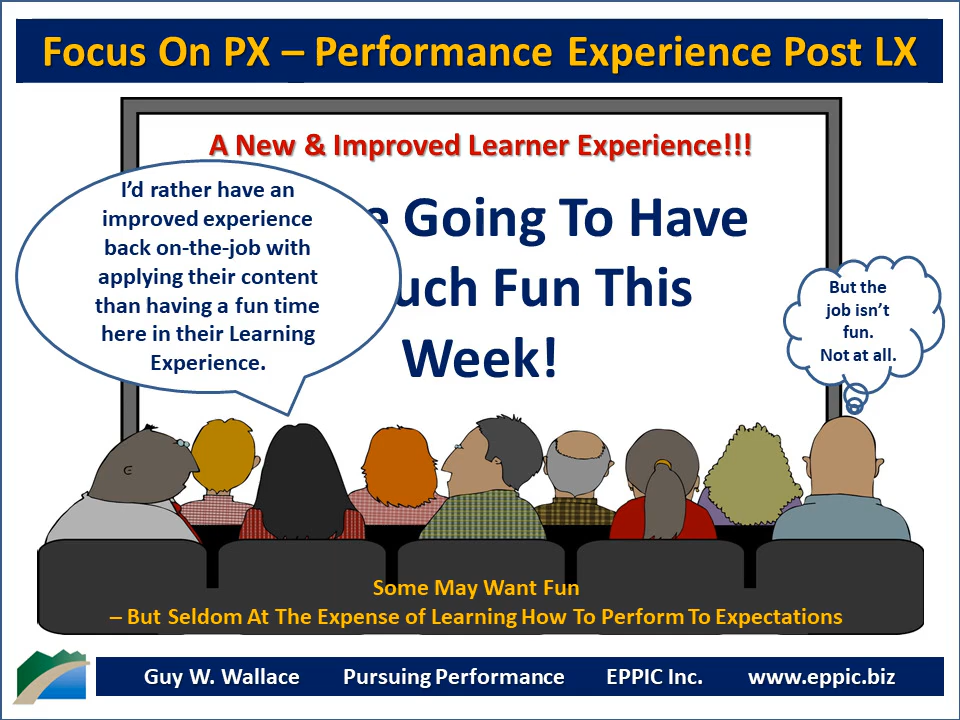 Focus On PX – Performance Experience Post LX
A New & Improved Learner Experience!!!
I'd rather have an
improved experience
back on-the-job with
applying their content
than having a fun time
here in their Learning
Experience.
e Going To Have
uch Fun This
Week!
But the
job isn't
fun.
Not at all.
Some May Want Fun
– But Seldom At The Expense of Learning How To Perform To Expectations
Guy W. Wallace Pursuing Performance EPPIC Inc. www.eppic.biz